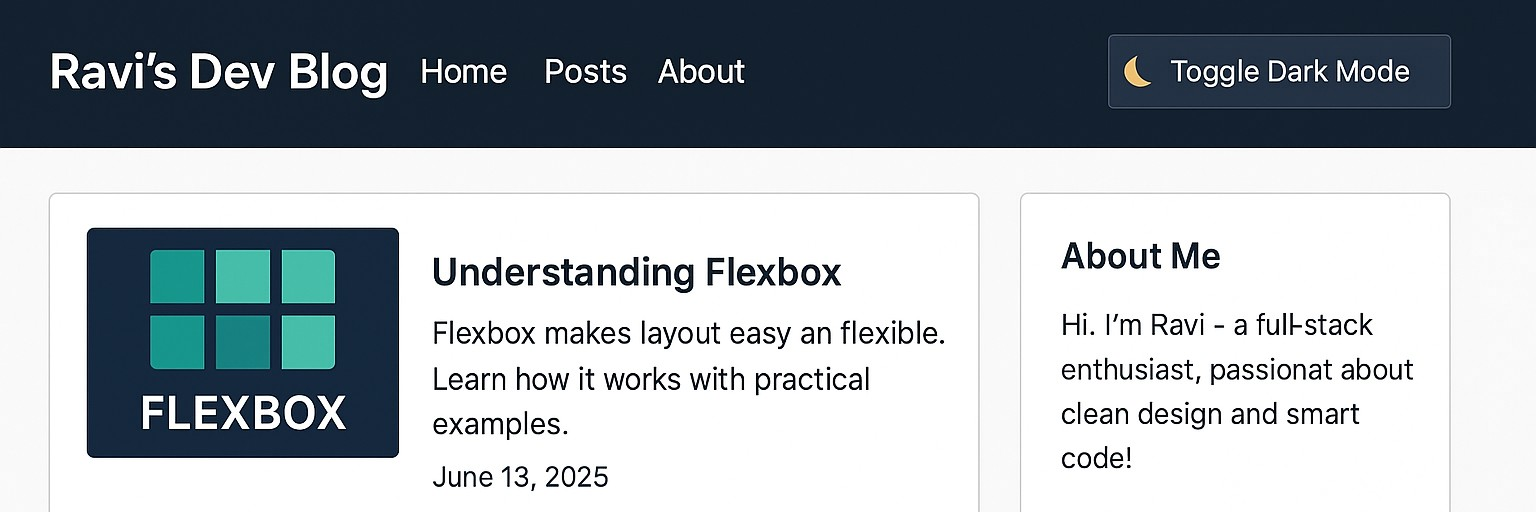 Ravi’s Dev Blog Home Posts About Toggle Dark Mode
FLEXBOX
Understanding Flexbox
Flexbox makes layout easy an flexible.
Learn how it works with practical
examples.
June 13, 2025
About Me
Hi. I’m Ravi - a full-stack
enthusiast, passionat about
clean design and smart
code!